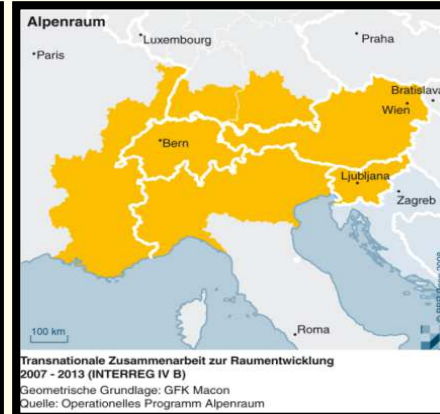 Alpenraum
Luxembourg
Praha
Paris
Bratislava
Wien
Bern
Ljubljana
Zagreb
Roma
100 km
Transnationale Zusammenarbeit zur Raumentwicklung
2007 - 2013 (INTERREG IV B)
Geometrische Grundlage: GFK Macon
Quelle: Operationelles Programm Alpenraum